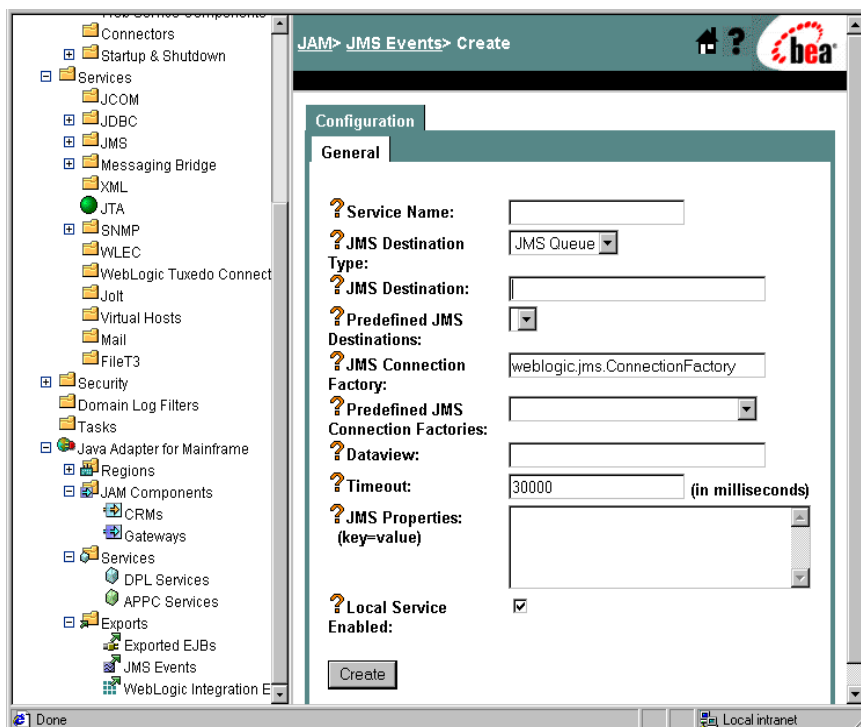 Web Service Components
Connectors
Startup & Shutdown
Services
JCOM
JDBC
JMS
Messaging Bridge
XML
JTA
SNMP
WLEC
WebLogic Tuxedo Connect
Jolt
Virtual Hosts
Mail
FileT3
Security
Domain Log Filters
Tasks
Java Adapter for Mainframe
Regions
JAM Components
CRMs
Gateways
Services
DPL Services
APPC Services
Exports
Exported EJBs
JMS Events
WebLogic Integration E
JAM> JMS Events> Create
?
bea
Configuration
General
? Service Name:
? JMS Destination
Type:
JMS Queue
? JMS Destination:
? Predefined JMS
Destinations:
? JMS Connection
Factory:
weblogic.jms.ConnectionFactory
? Predefined JMS
Connection Factories:
? Dataview:
? Timeout:
30000
(in milliseconds)
? JMS Properties:
(key=value)
? Local Service
Enabled:
Create
Done
Local intranet